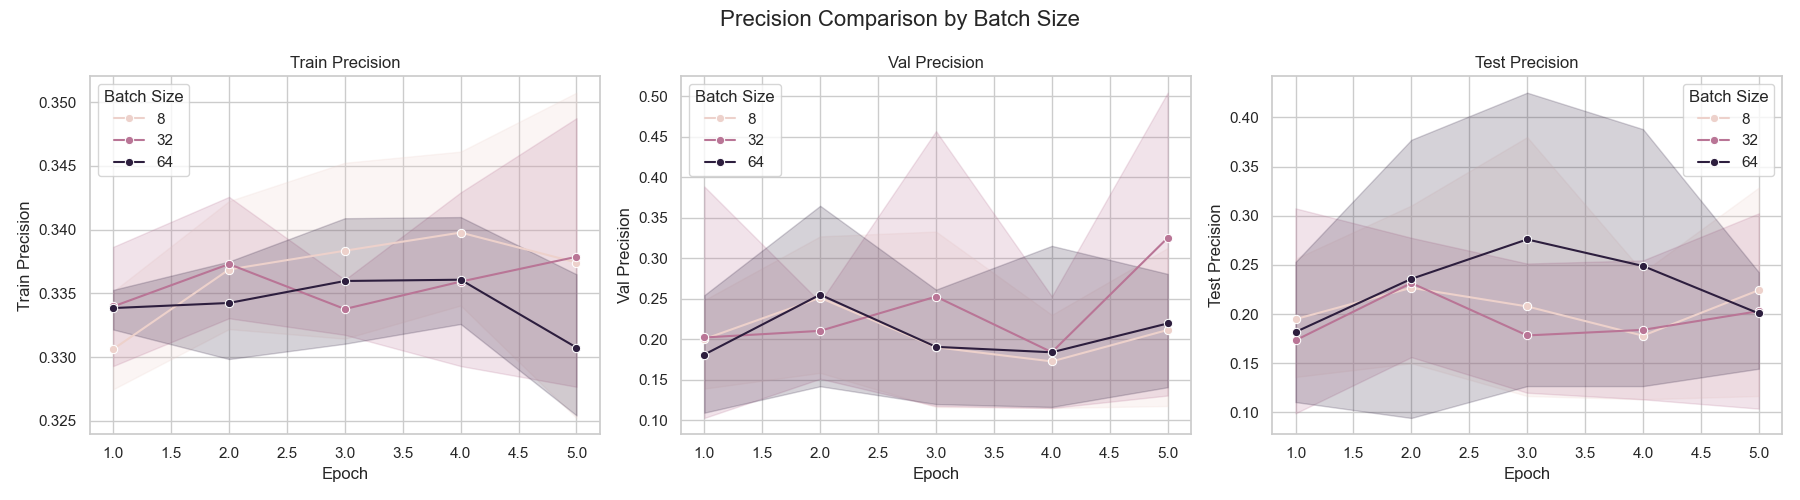 Precision Comparison by Batch Size
Train Precision
Batch Size
8
32
64
0.350
0.345
0.340
0.335
0.330
0.325
Train Precision
1.0 1.5 2.0 2.5 3.0 3.5 4.0 4.5 5.0
Epoch
Val Precision
Batch Size
8
32
64
0.50
0.45
0.40
0.35
0.30
0.25
0.20
0.15
0.10
Val Precision
1.0 1.5 2.0 2.5 3.0 3.5 4.0 4.5 5.0
Epoch
Test Precision
Batch Size
8
32
64
0.40
0.35
0.30
0.25
0.20
0.15
0.10
Test Precision
1.0 1.5 2.0 2.5 3.0 3.5 4.0 4.5 5.0
Epoch